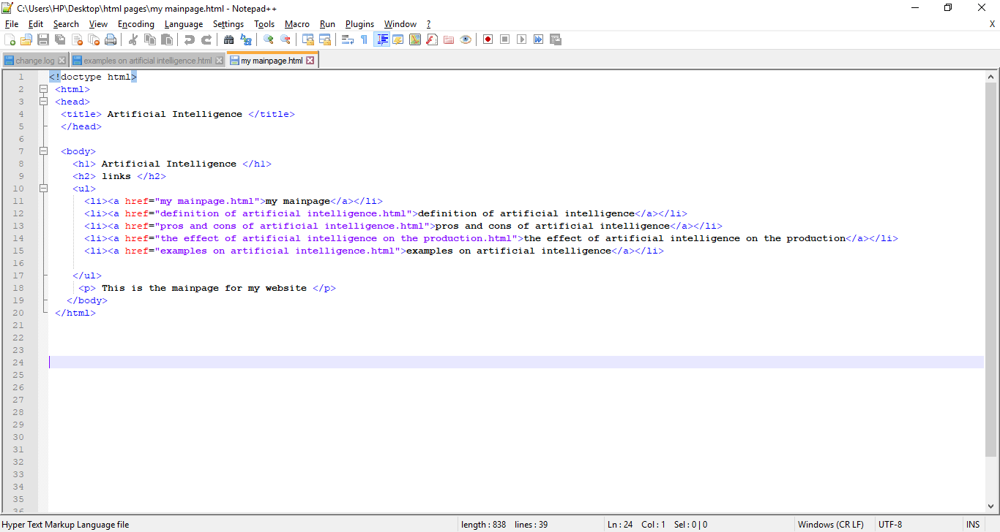 C:\Users\HP\Desktop\html pages\my mainpage.html - Notepad++
File Edit Search View Encoding Language Settings Tools Macro Run Plugins Window ? X
change.log examples on artificial intelligence.html my mainpage.html
1 <!doctype html>
2 <html>
3 <head>
4 <title> Artificial Intelligence </title>
5 </head>
6
7 <body>
8 <h1> Artificial Intelligence </h1>
9 <h2> links </h2>
10 <ul>
11 <li><a href="my mainpage.html">my mainpage</a></li>
12 <li><a href="definition of artificial intelligence.html">definition of artificial intelligence</a></li>
13 <li><a href="pros and cons of artificial intelligence.html">pros and cons of artificial intelligence</a></li>
14 <li><a href="the effect of artificial intelligence on the production.html">the effect of artificial intelligence on the production</a></li>
15 <li><a href="examples on artificial intelligence.html">examples on artificial intelligence</a></li>
16
17 </ul>
18 <p> This is the mainpage for my website </p>
19 </body>
20 </html>
21
22
23
24
25
26
27
28
29
30
31
32
33
34
35
36
Hyper Text Markup Language file length : 838 lines : 39 Ln : 24 Col : 1 Sel : 0 | 0 Windows (CR LF) UTF-8 INS